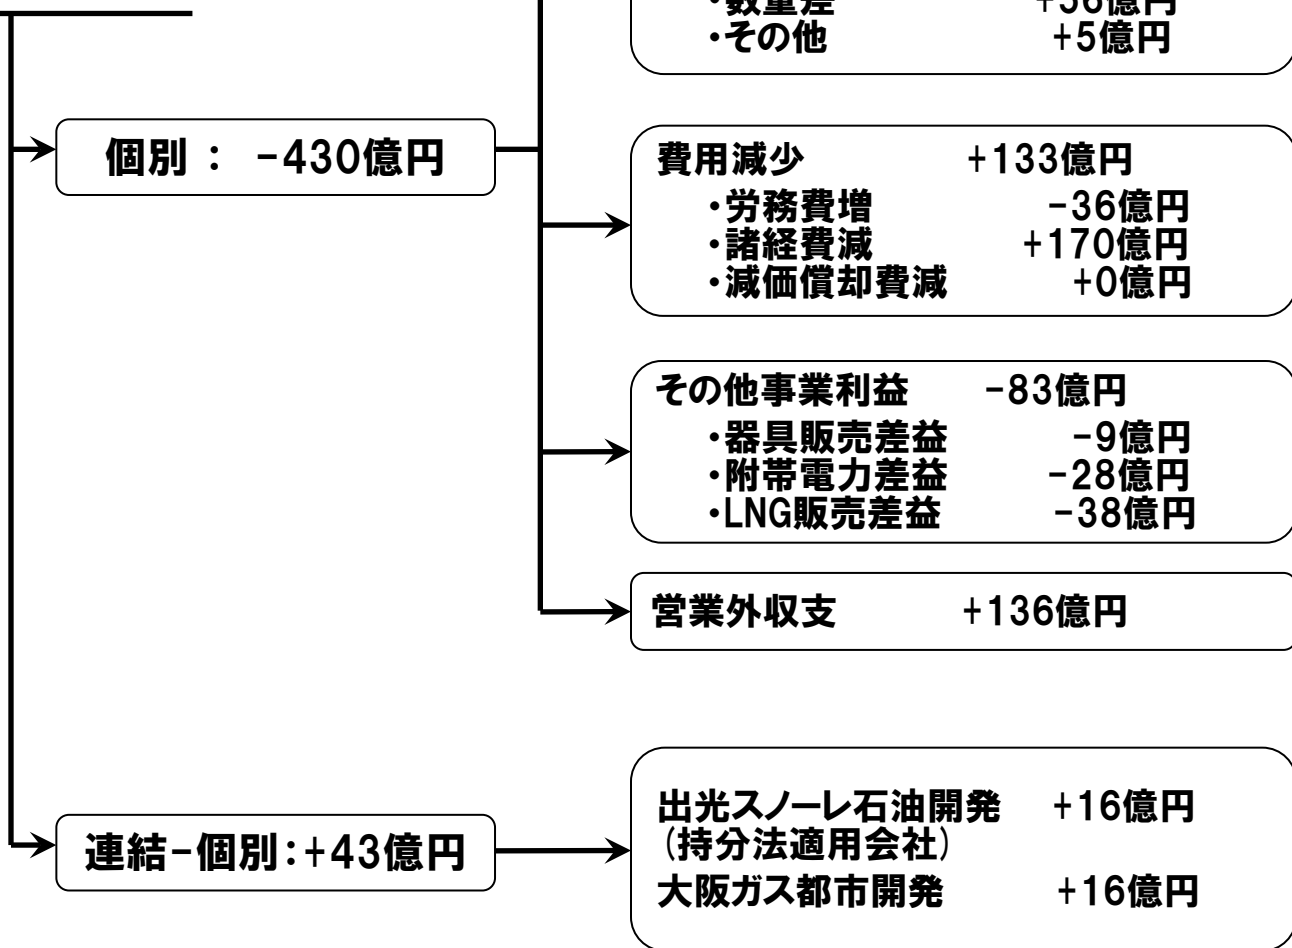 ・数量差 +56億円
・その他 +5億円
個別： -430億円
費用減少 +133億円
・労務費増 -36億円
・諸経費減 +170億円
・減価償却費減 +0億円
その他事業利益 -83億円
・器具販売差益 -9億円
・附帯電力差益 -28億円
・LNG販売差益 -38億円
営業外収支 +136億円
連結-個別：+43億円
出光スノーレ石油開発 +16億円
(持分法適用会社)
大阪ガス都市開発 +16億円